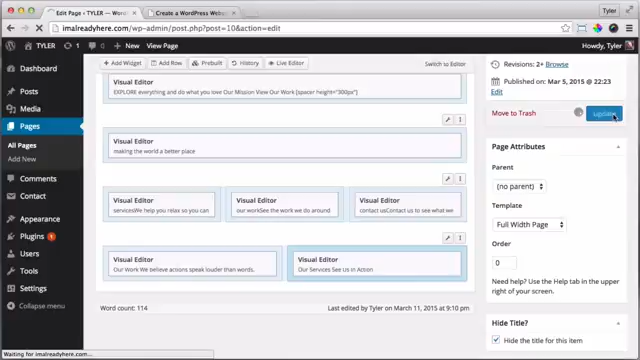 Edit Page ‹ TYLER — Word
Create a WordPress Websi
Tyler
imalreadyhere.com/wp-admin/post.php?post=10&action=edit
TYLER
1
0
New
View Page
Howdy, Tyler
Dashboard
Posts
Media
Pages
All Pages
Add New
Comments
Contact
Appearance
Plugins 1
Users
Tools
Settings
Collapse menu
Add Widget
Add Row
Prebuilt
History
Live Editor
Switch to Editor
Visual Editor
EXPLORE everything and do what you love Our Mission View Our Work [spacer height="300px"]
Visual Editor
making the world a better place
Visual Editor
servicesWe help you relax so you can
Visual Editor
our workSee the work we do around
Visual Editor
contact usContact us to see what we
Visual Editor
Our Work We believe actions speak louder than words.
Visual Editor
Our Services See Us in Action
Word count: 114
Last edited by Tyler on March 11, 2015 at 9:10 pm
Revisions: 2+ Browse
Published on: Mar 5, 2015 @ 22:23
Edit
Move to Trash
Update
Page Attributes
Parent
(no parent)
Template
Full Width Page
Order
0
Need help? Use the Help tab in the upper
right of your screen.
Hide Title?
Hide the title for this item
Waiting for imalreadyhere.com...